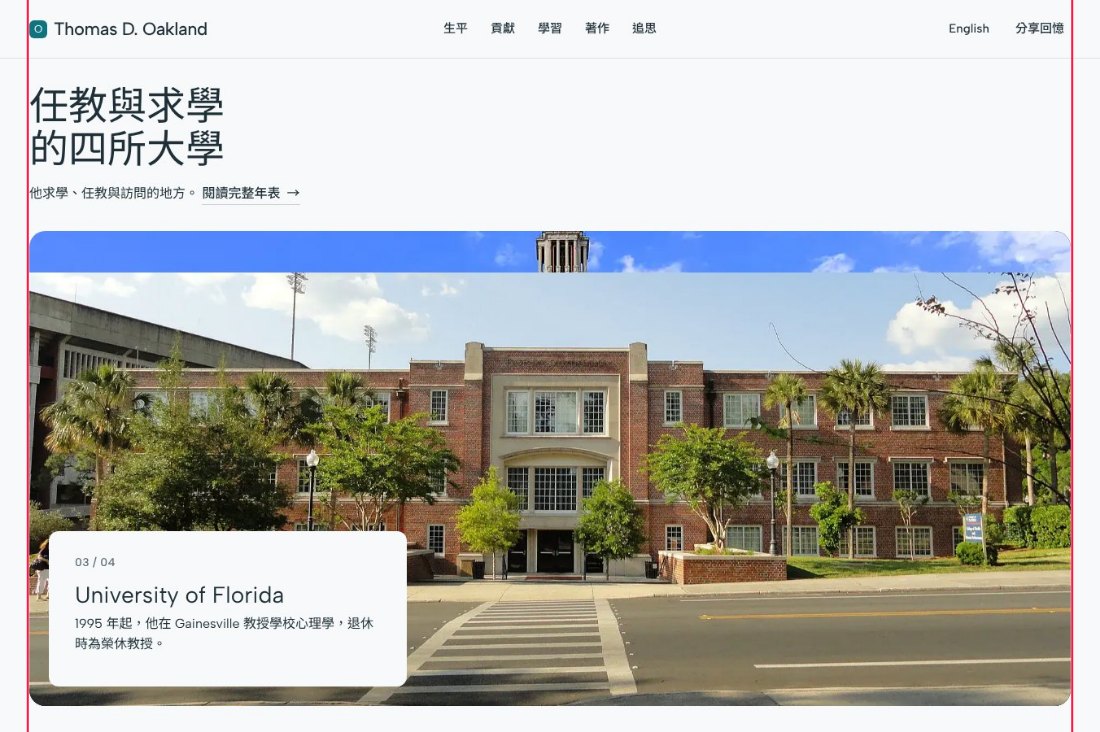 O Thomas D. Oakland
生平 貢獻 學習 著作 追思
English 分享回憶
任教與求學
的四所大學
他求學、任教與訪問的地方。 閱讀完整年表 →
03 / 04
University of Florida
1995 年起，他在 Gainesville 教授學校心理學，退休
時為榮休教授。